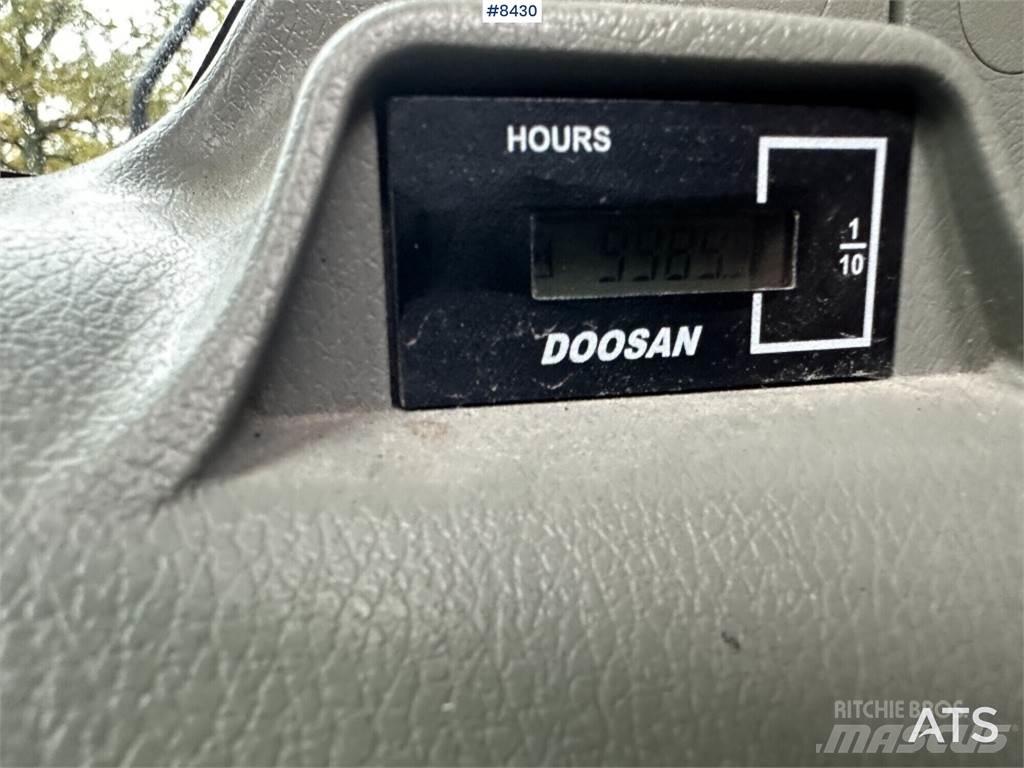 #8430
HOURS
1
10
DOOSAN
RITCHIE BROS
MASCUS
ATS